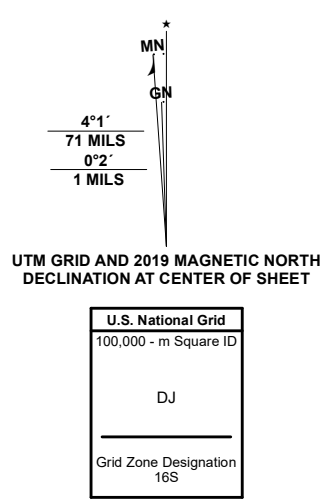 ★
MN
GN
4°1´
71 MILS
0°2´
1 MILS
UTM GRID AND 2019 MAGNETIC NORTH
DECLINATION AT CENTER OF SHEET
U.S. National Grid
100,000 - m Square ID
DJ
Grid Zone Designation
16S